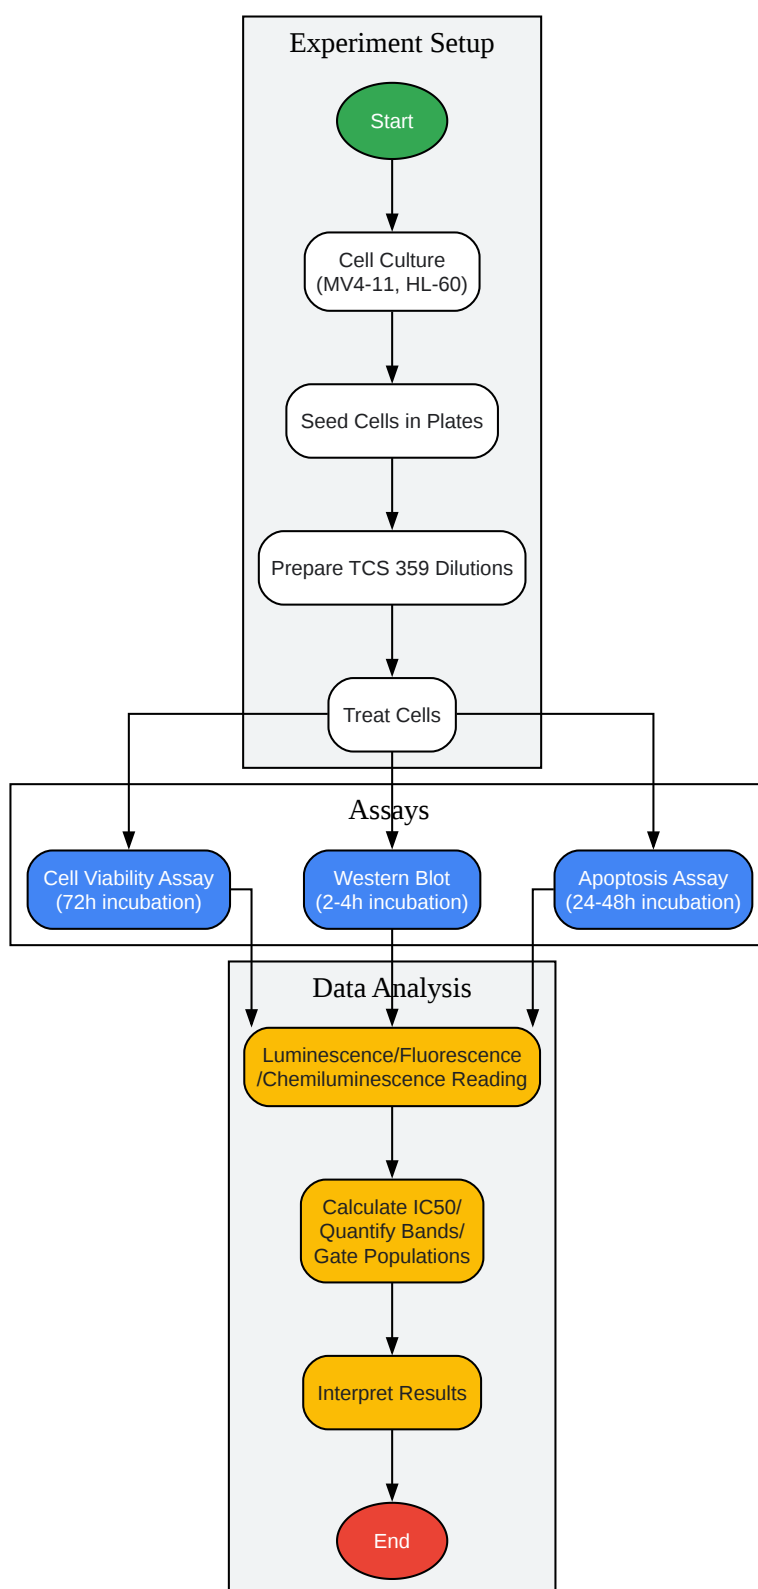 Experiment Setup
Start
Cell Culture
(MV4-11, HL-60)
Seed Cells in Plates
Prepare TCS 359 Dilutions
Treat Cells
Assays
Cell Viability Assay
(72h incubation)
Western Blot
(2-4h incubation)
Apoptosis Assay
(24-48h incubation)
Data Analysis
Luminescence/Fluorescence
/Chemiluminescence Reading
Calculate IC50/
Quantify Bands/
Gate Populations
Interpret Results
End